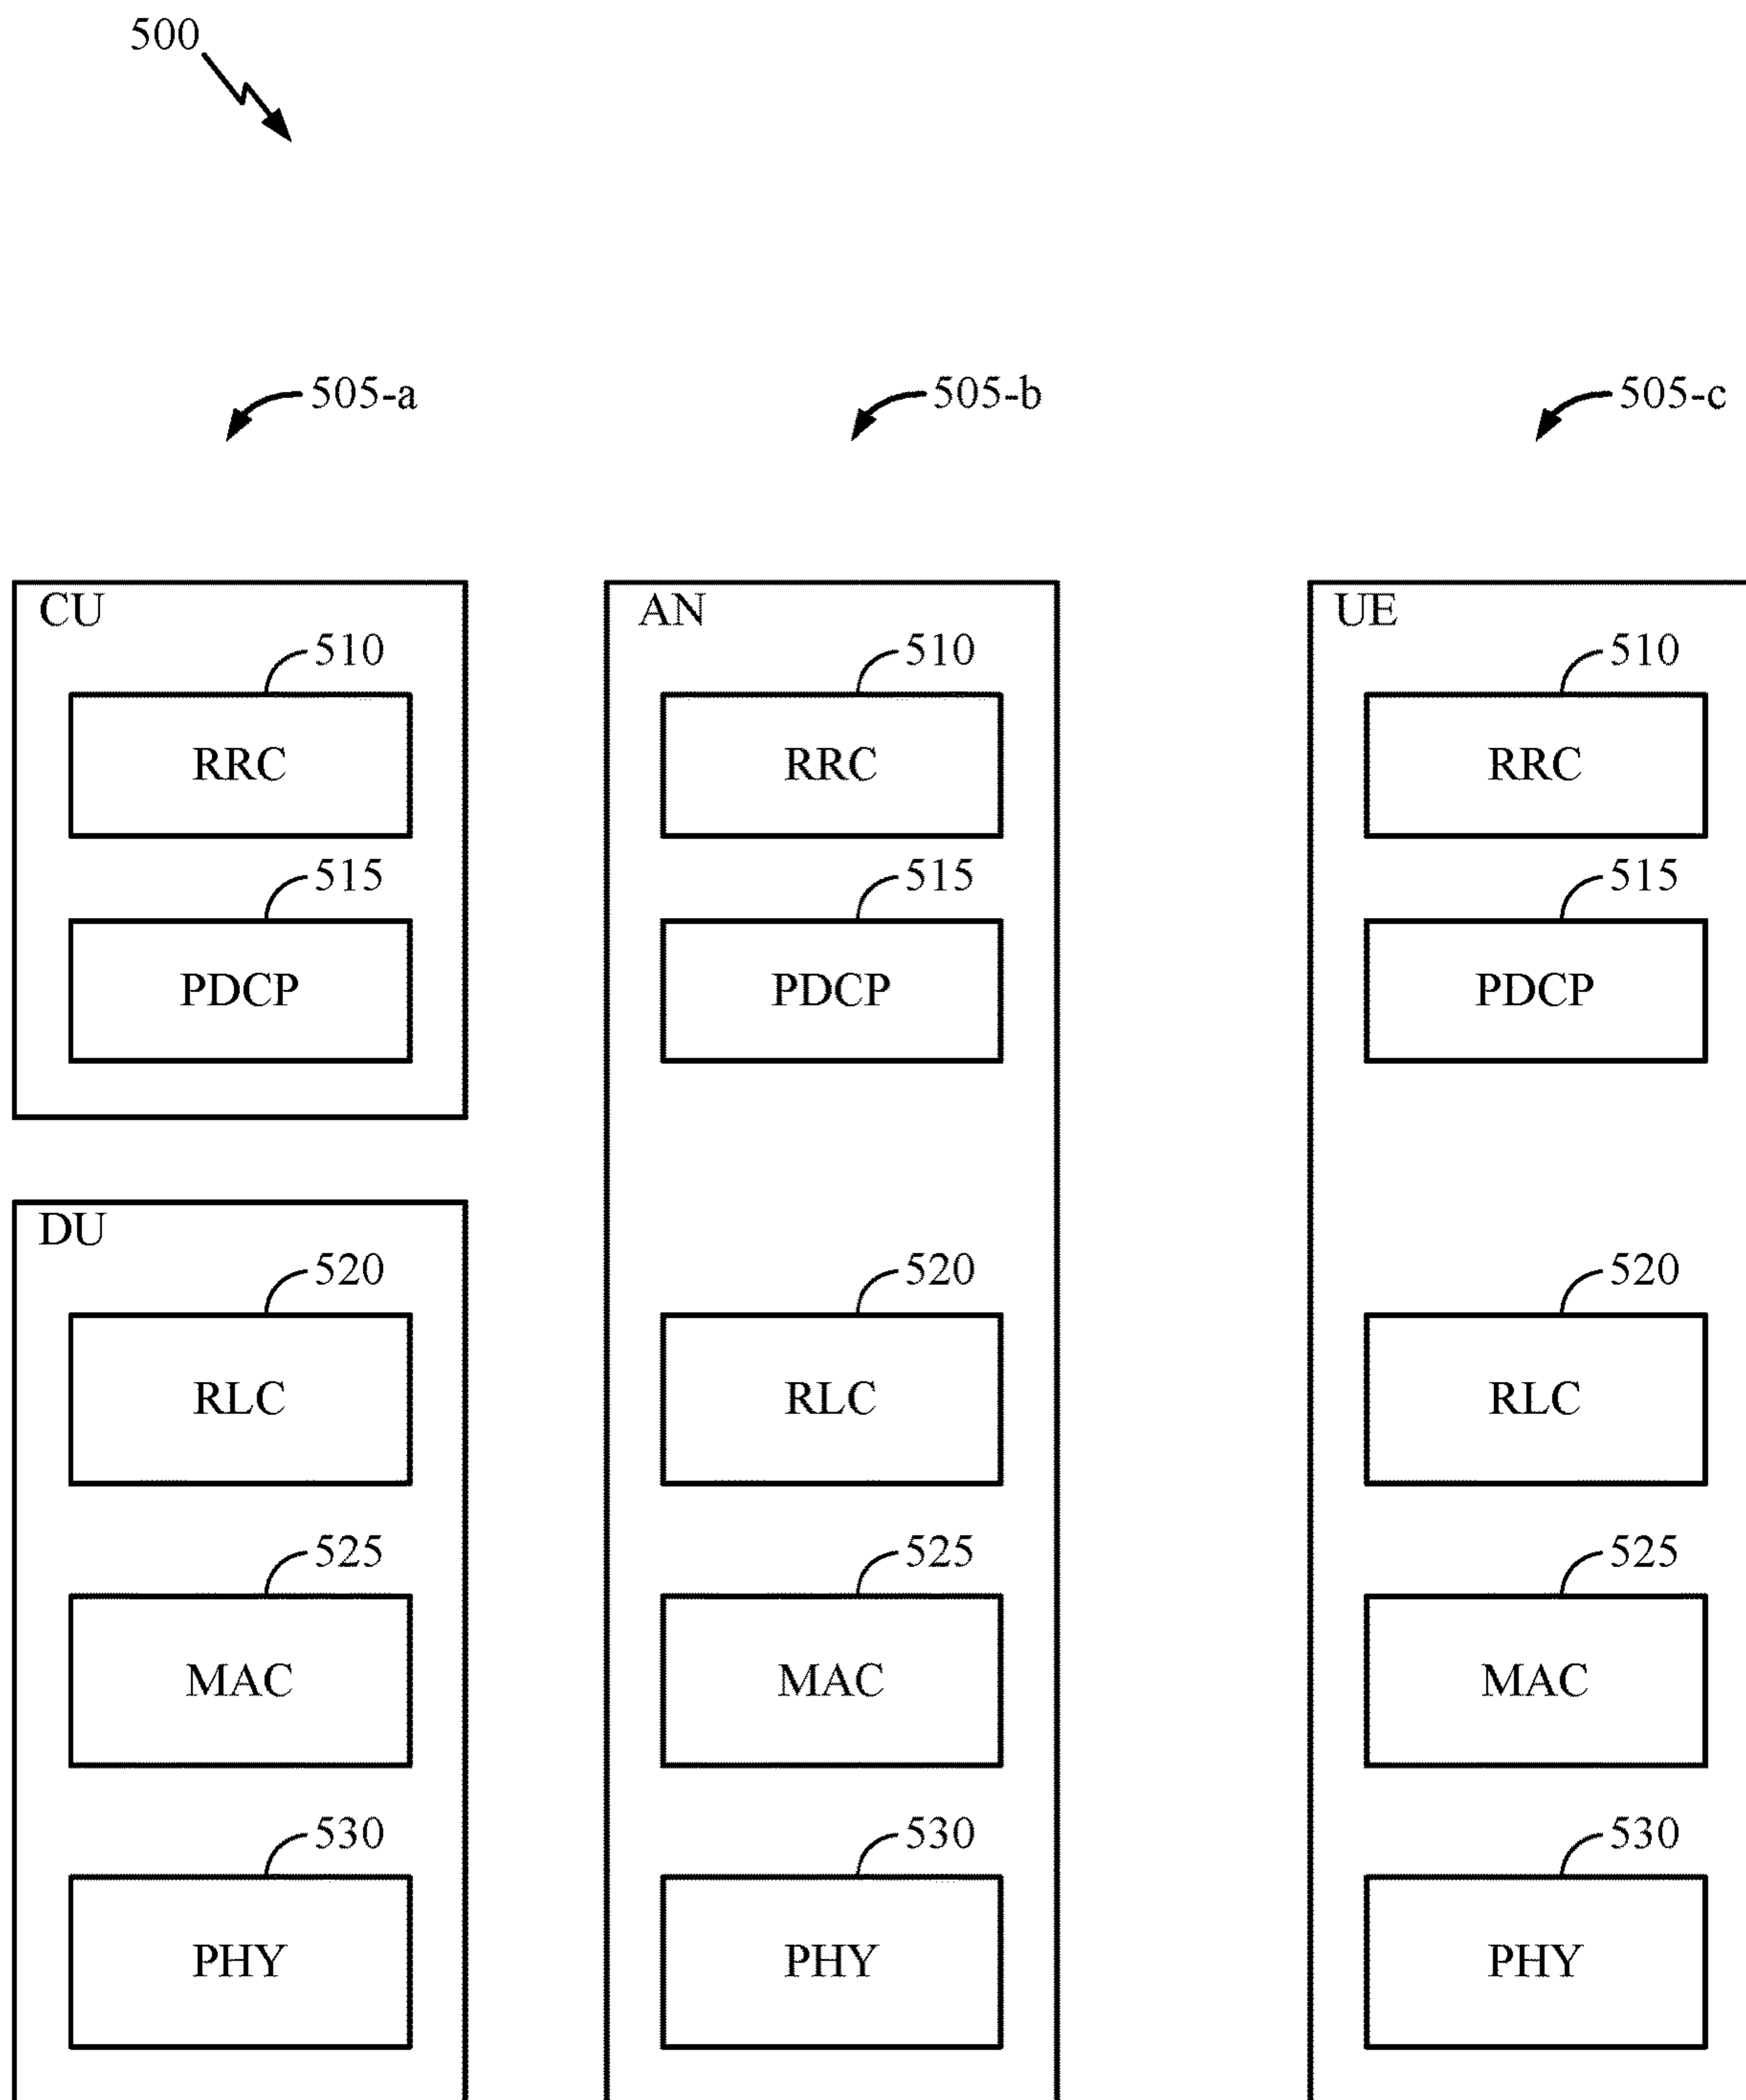 500
505-a 505-b 505-c
CU AN UE
510 510 510
RRC RRC RRC
515 515 515
PDCP PDCP PDCP
DU
520 520 520
RLC RLC RLC
525 525 525
MAC MAC MAC
530 530 530
PHY PHY PHY